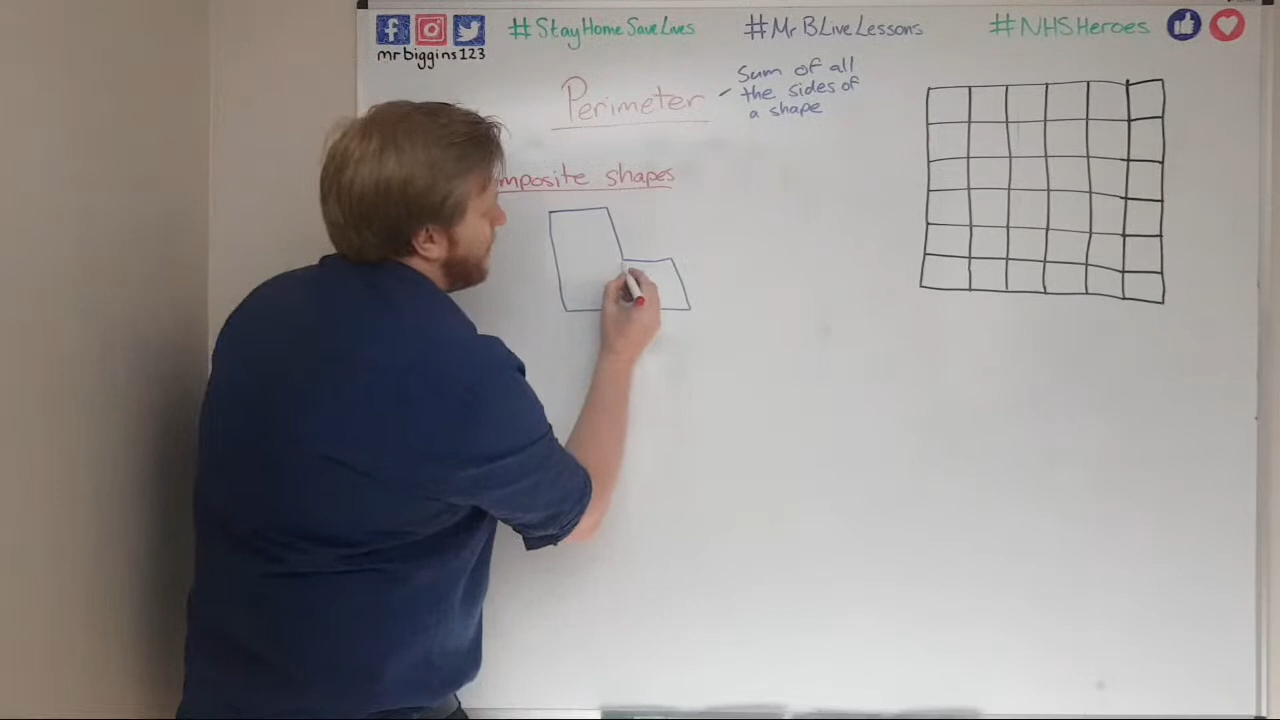 #StayHomeSaveLives
#MrBLiveLessons
#NHSHeroes
mrbiggins123
Perimeter - Sum of all
the sides of
a shape
mposite shapes